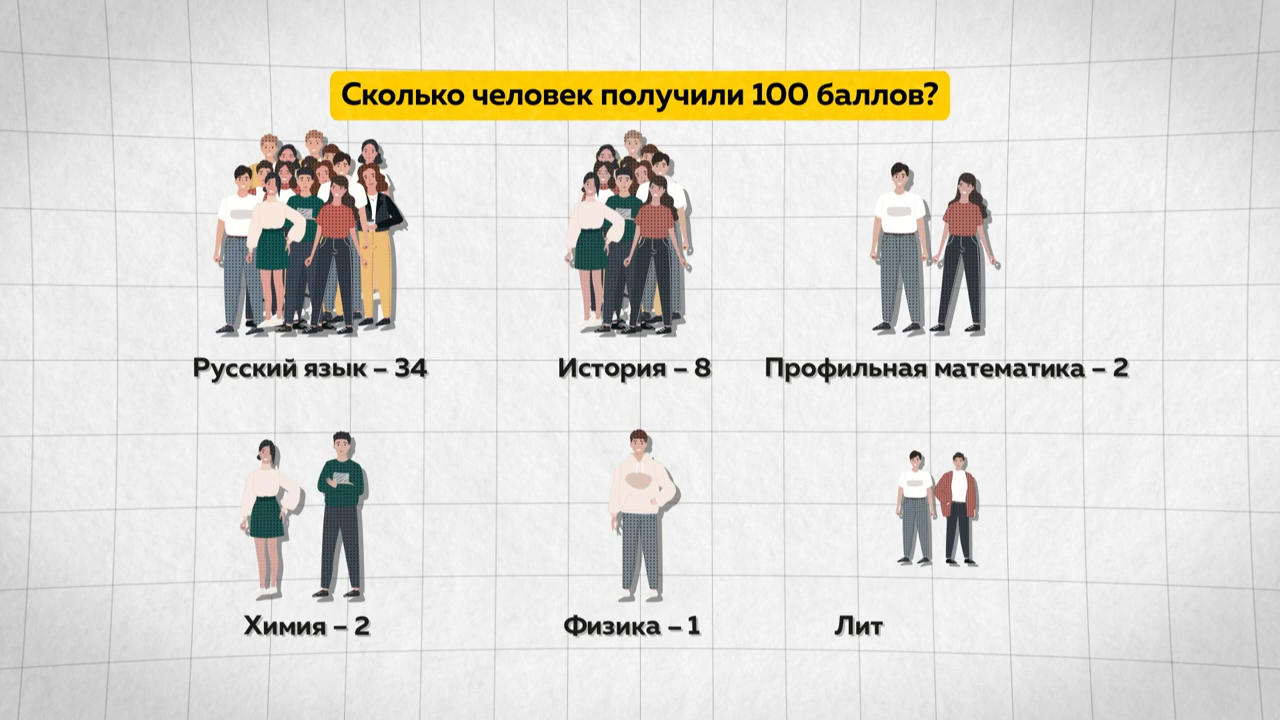 Сколько человек получили 100 баллов?
Русский язык – 34
История – 8
Профильная математика – 2
Химия – 2
Физика – 1
Лит